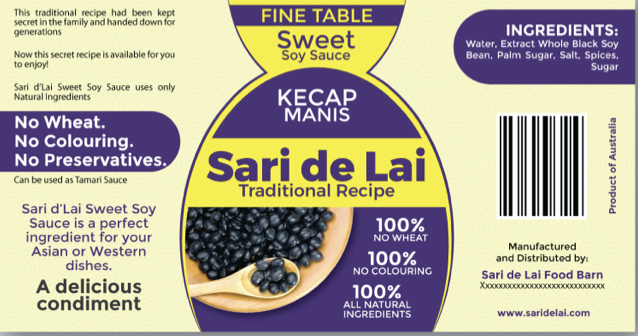 This traditional recipe had been kept
secret in the family and handed down for
generations
Now this secret recipe is available for you
to enjoy!
Sari d'Lai Sweet Soy Sauce uses only
Natural Ingredients
No Wheat.
No Colouring.
No Preservatives.
Can be used as Tamari Sauce
Sari d'Lai Sweet Soy
Sauce is a perfect
ingredient for your
Asian or Western
dishes.
A delicious
condiment
FINE TABLE
Sweet
Soy Sauce
KECAP
MANIS
Sari de Lai
Traditional Recipe
100%
NO WHEAT
100%
NO COLOURING
100%
ALL NATURAL
INGREDIENTS
INGREDIENTS:
Water, Extract Whole Black Soy
Bean, Palm Sugar, Salt, Spices,
Sugar
Product of Australia
Manufactured
and Distributed by:
Sari de Lai Food Barn
Xxxxxxxxxxxxxxxxxxxxxxxxxxx
www.saridelai.com